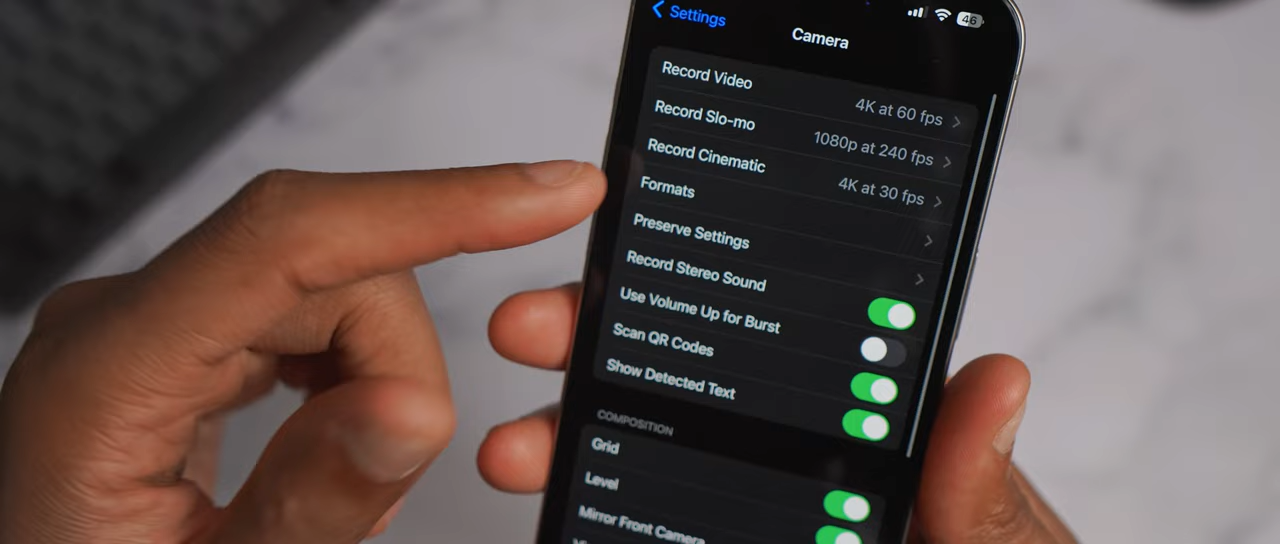 46
Settings
Camera
Record Video 4K at 60 fps
Record Slo-mo 1080p at 240 fps
Record Cinematic 4K at 30 fps
Formats
Preserve Settings
Record Stereo Sound
Use Volume Up for Burst
Scan QR Codes
Show Detected Text
COMPOSITION
Grid
Level
Mirror Front Camera